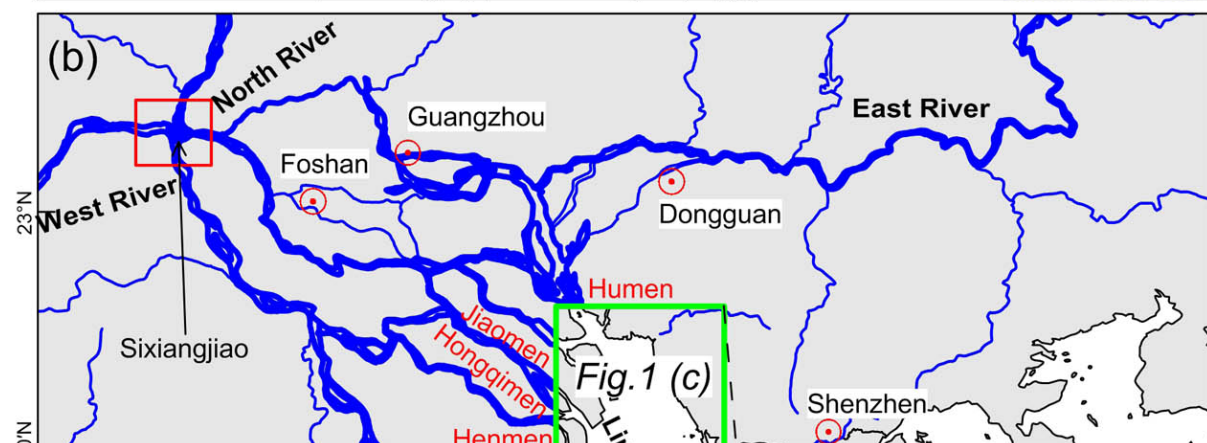 (b)
North River
Guangzhou
East River
Foshan
23°N
West River
Dongguan
Humen
Jiaomen
Sixiangjiao
Hongqimen
Fig.1 (c)
Shenzhen
Henmen